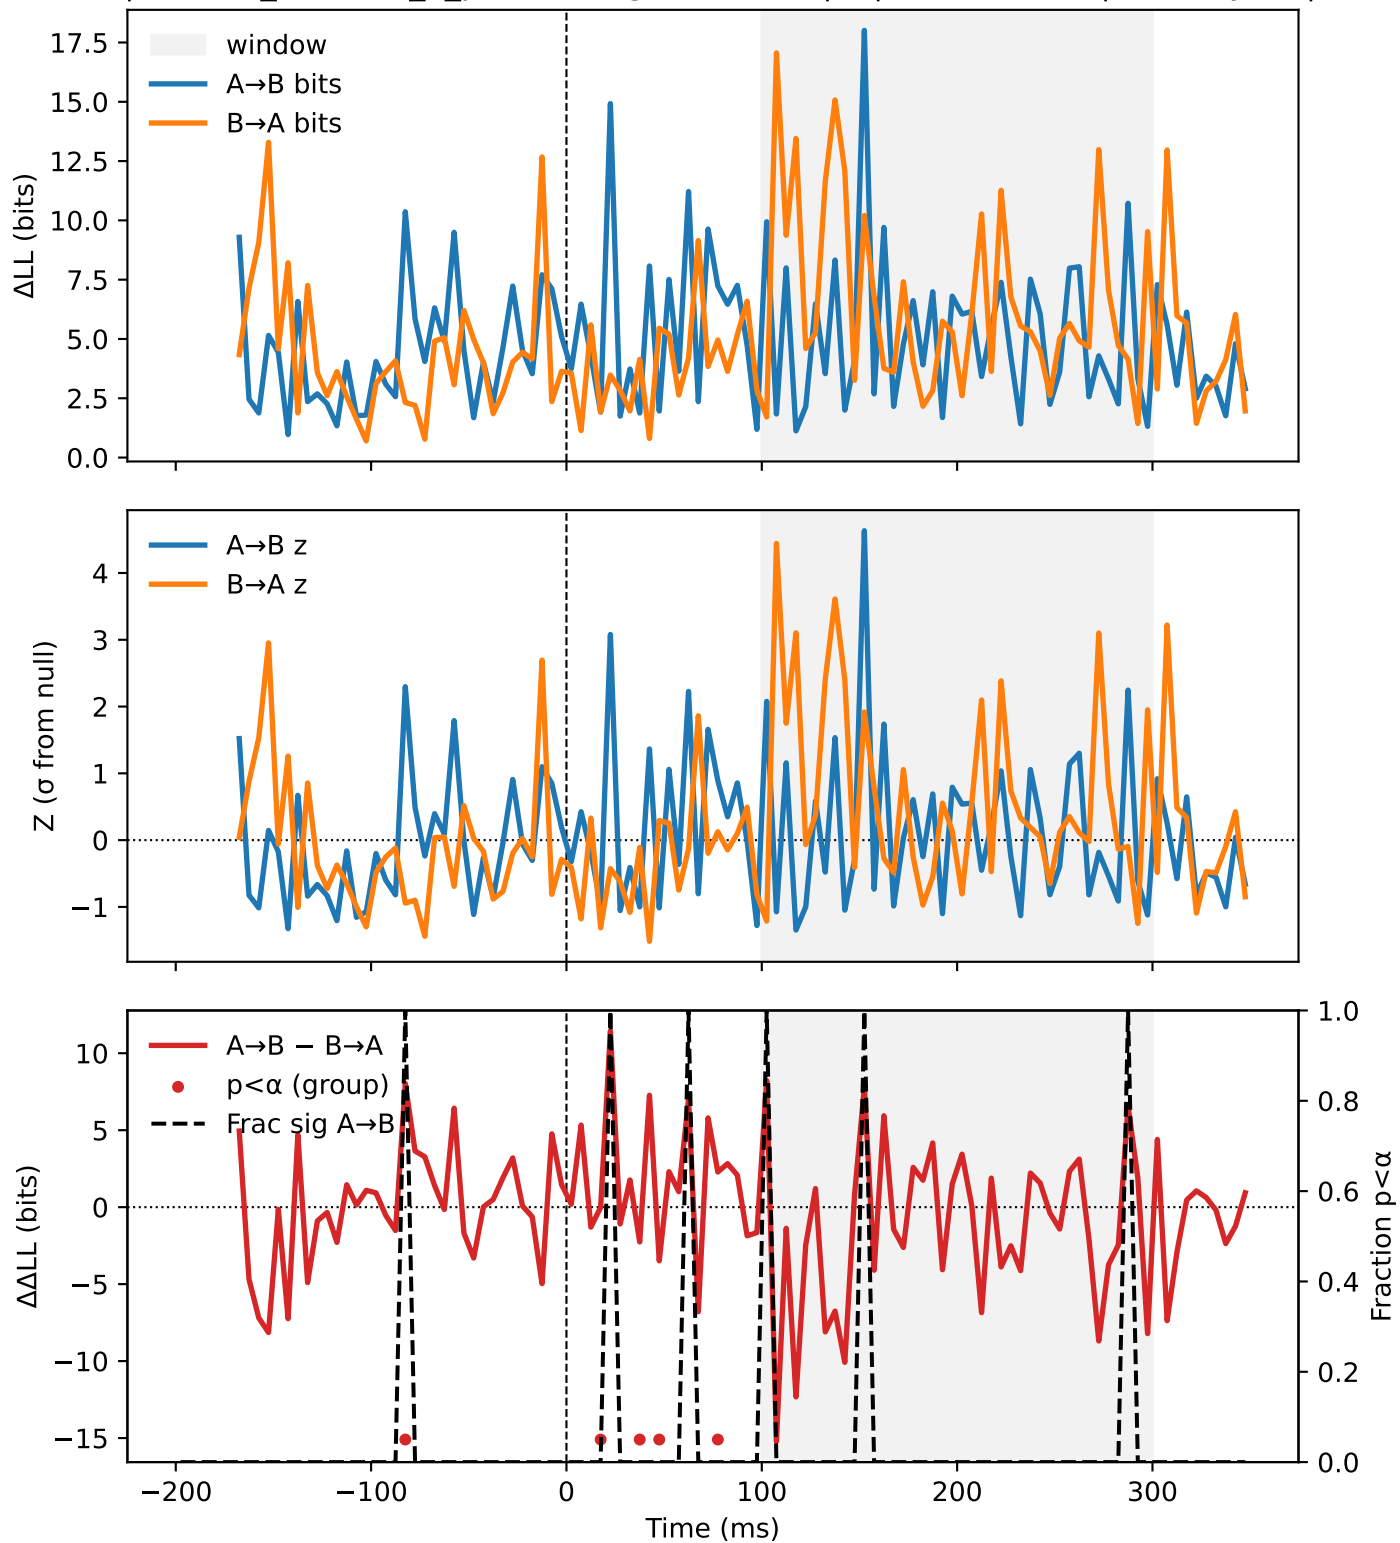 window
A→B bits
B→A bits
17.5
15.0
12.5
10.0
7.5
5.0
2.5
0.0
ΔLL (bits)
A→B z
B→A z
4
3
2
1
0
−1
Z (σ from null)
A→B − B→A
p<α (group)
Frac sig A→B
10
5
0
−5
−10
−15
ΔΔLL (bits)
1.0
0.8
0.6
0.4
0.2
0.0
Fraction p<α
−200
−100
0
100
200
300
Time (ms)